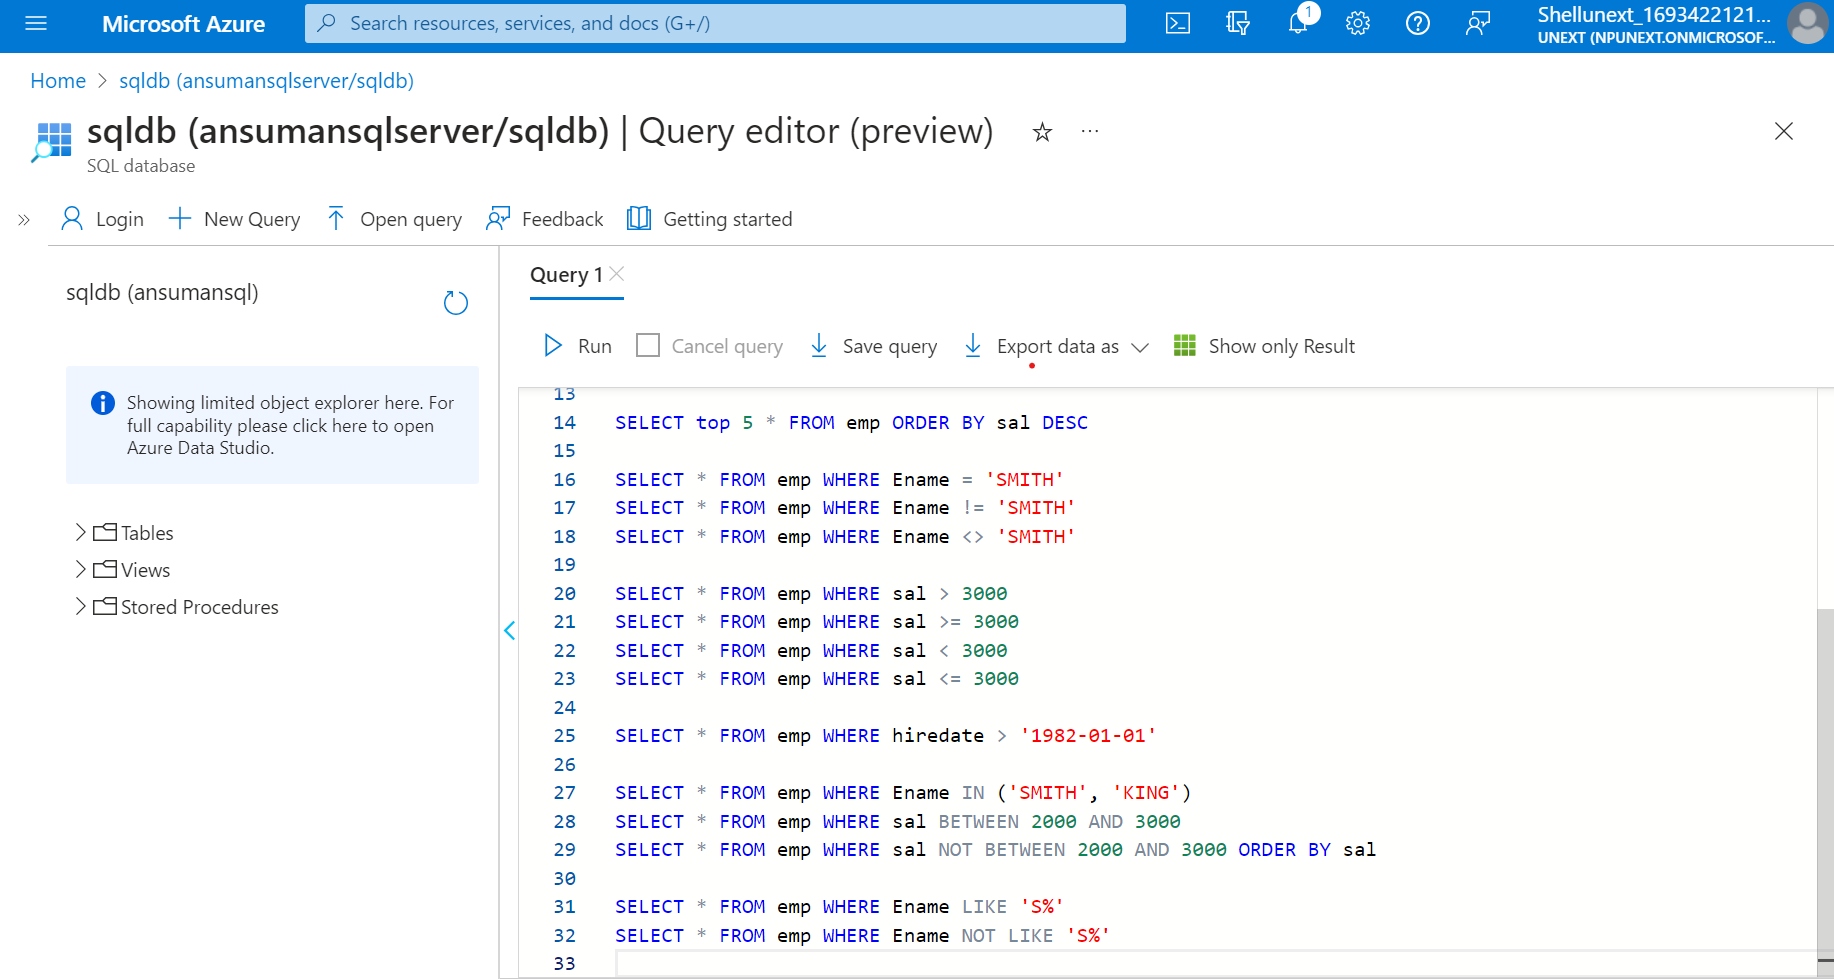 Microsoft Azure
Search resources, services, and docs (G+/)
1
Shellunext_1693422121...
UNEXT (NPUNEXT.ONMICROSOF...
Home > sqldb (ansumansqlserver/sqldb)
sqldb (ansumansqlserver/sqldb) | Query editor (preview)
SQL database
Login
New Query
Open query
Feedback
Getting started
sqldb (ansumansql)
Showing limited object explorer here. For
full capability please click here to open
Azure Data Studio.
Tables
Views
Stored Procedures
Query 1
Run
Cancel query
Save query
Export data as
Show only Result
13
14 SELECT top 5 * FROM emp ORDER BY sal DESC
15
16 SELECT * FROM emp WHERE Ename = 'SMITH'
17 SELECT * FROM emp WHERE Ename != 'SMITH'
18 SELECT * FROM emp WHERE Ename <> 'SMITH'
19
20 SELECT * FROM emp WHERE sal > 3000
21 SELECT * FROM emp WHERE sal >= 3000
22 SELECT * FROM emp WHERE sal < 3000
23 SELECT * FROM emp WHERE sal <= 3000
24
25 SELECT * FROM emp WHERE hiredate > '1982-01-01'
26
27 SELECT * FROM emp WHERE Ename IN ('SMITH', 'KING')
28 SELECT * FROM emp WHERE sal BETWEEN 2000 AND 3000
29 SELECT * FROM emp WHERE sal NOT BETWEEN 2000 AND 3000 ORDER BY sal
30
31 SELECT * FROM emp WHERE Ename LIKE 'S%'
32 SELECT * FROM emp WHERE Ename NOT LIKE 'S%'
33